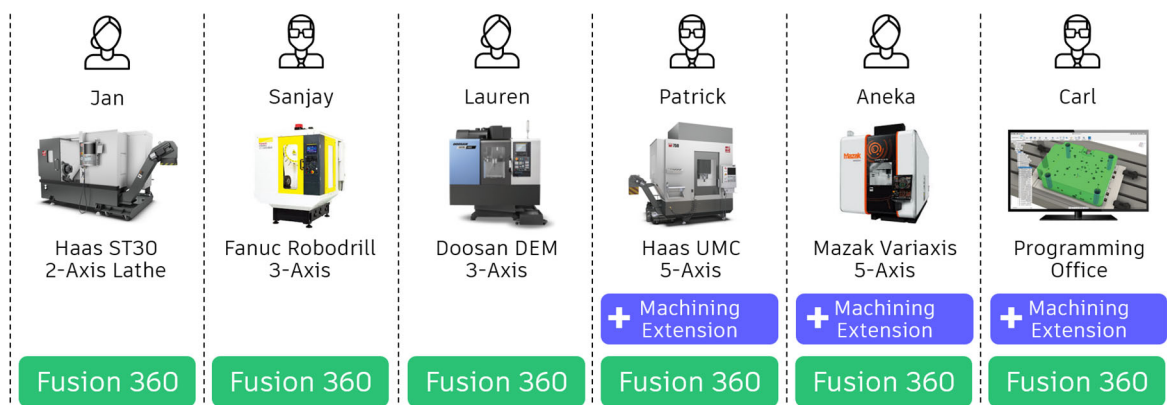 Jan
Sanjay
Lauren
Patrick
Aneka
Carl
Mazak
Haas ST30
2-Axis Lathe
Fanuc Robodrill
3-Axis
Doosan DEM
3-Axis
Haas UMC
5-Axis
Mazak Variaxis
5-Axis
Programming
Office
+ Machining
Extension
+ Machining
Extension
+ Machining
Extension
Fusion 360
Fusion 360
Fusion 360
Fusion 360
Fusion 360
Fusion 360